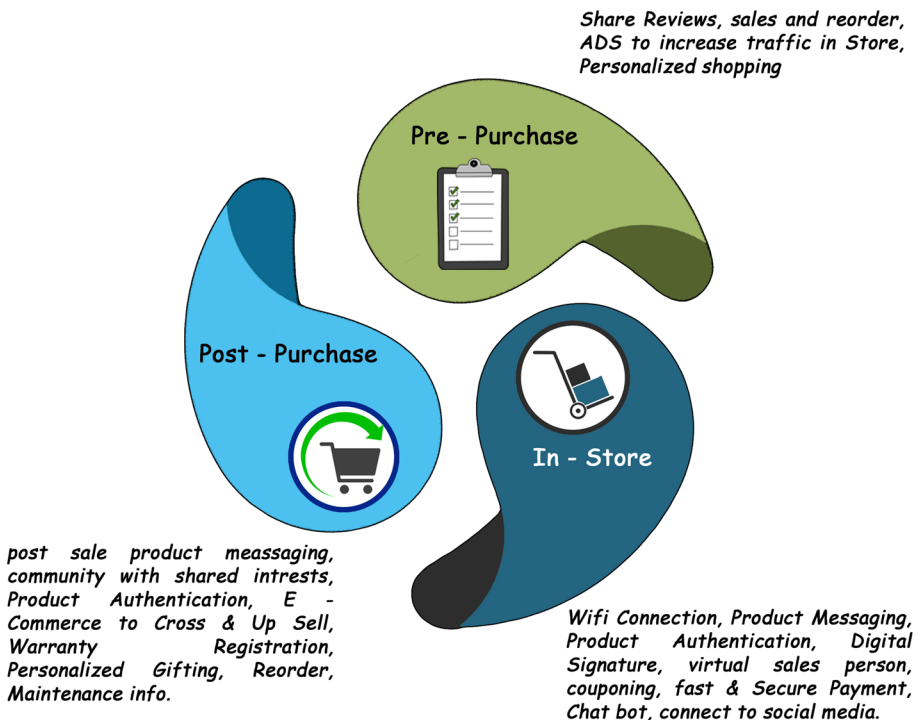 Share Reviews, sales and reorder,
ADS to increase traffic in Store,
Personalized shopping
Pre - Purchase
Post - Purchase
In - Store
post sale product meassaging,
community with shared intrests,
Product Authentication, E -
Commerce to Cross & Up Sell,
Warranty Registration,
Personalized Gifting, Reorder,
Maintenance info.
Wifi Connection, Product Messaging,
Product Authentication, Digital
Signature, virtual sales person,
couponing, fast & Secure Payment,
Chat bot, connect to social media.